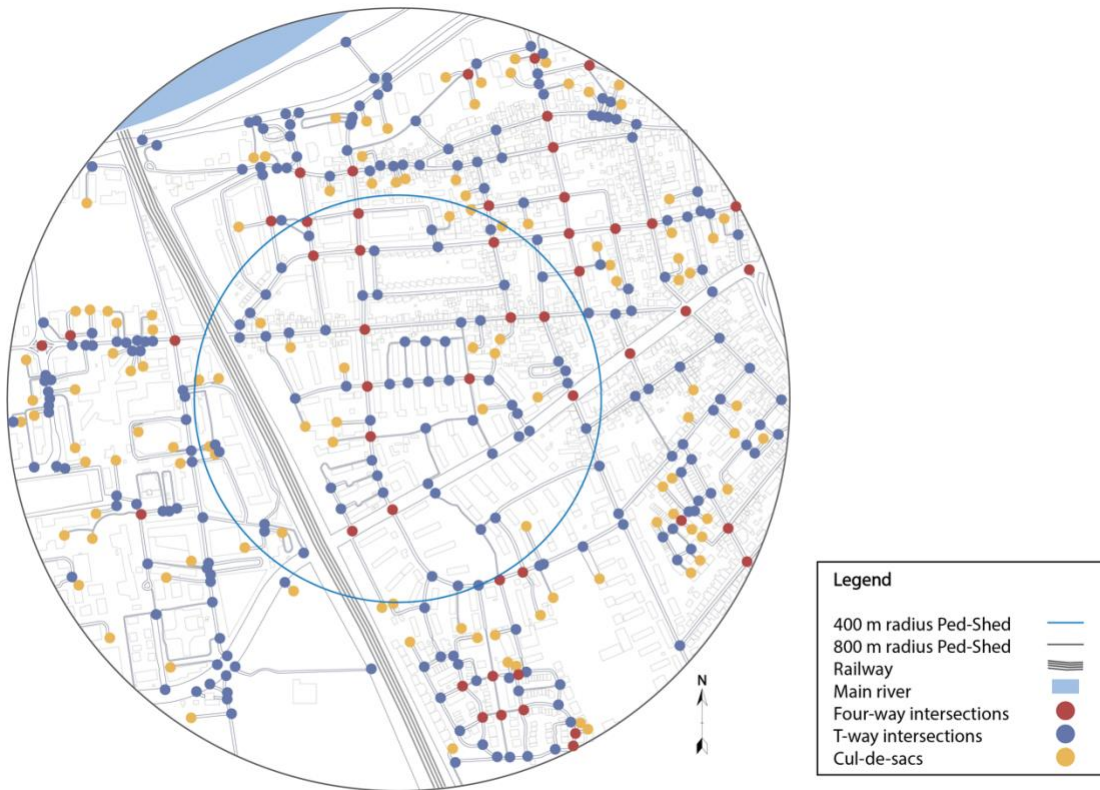 N
Legend
400 m radius Ped-Shed
800 m radius Ped-Shed
Railway
Main river
Four-way intersections
T-way intersections
Cul-de-sacs